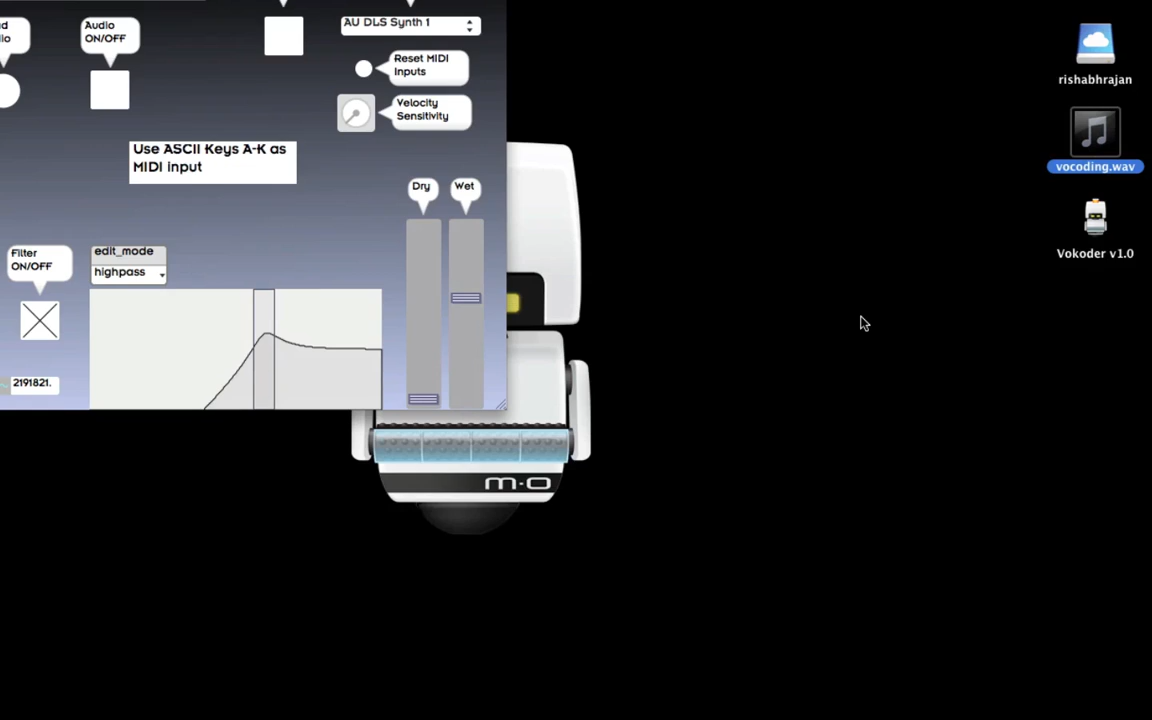 Audio
ON/OFF
AU DLS Synth 1
Reset MIDI
Inputs
Velocity
Sensitivity
Use ASCII Keys A-K as
MIDI input
Dry
Wet
Filter
ON/OFF
edit_mode
highpass
2191821.
m-o
rishabhrajan
vocoding.wav
Vokoder v1.0